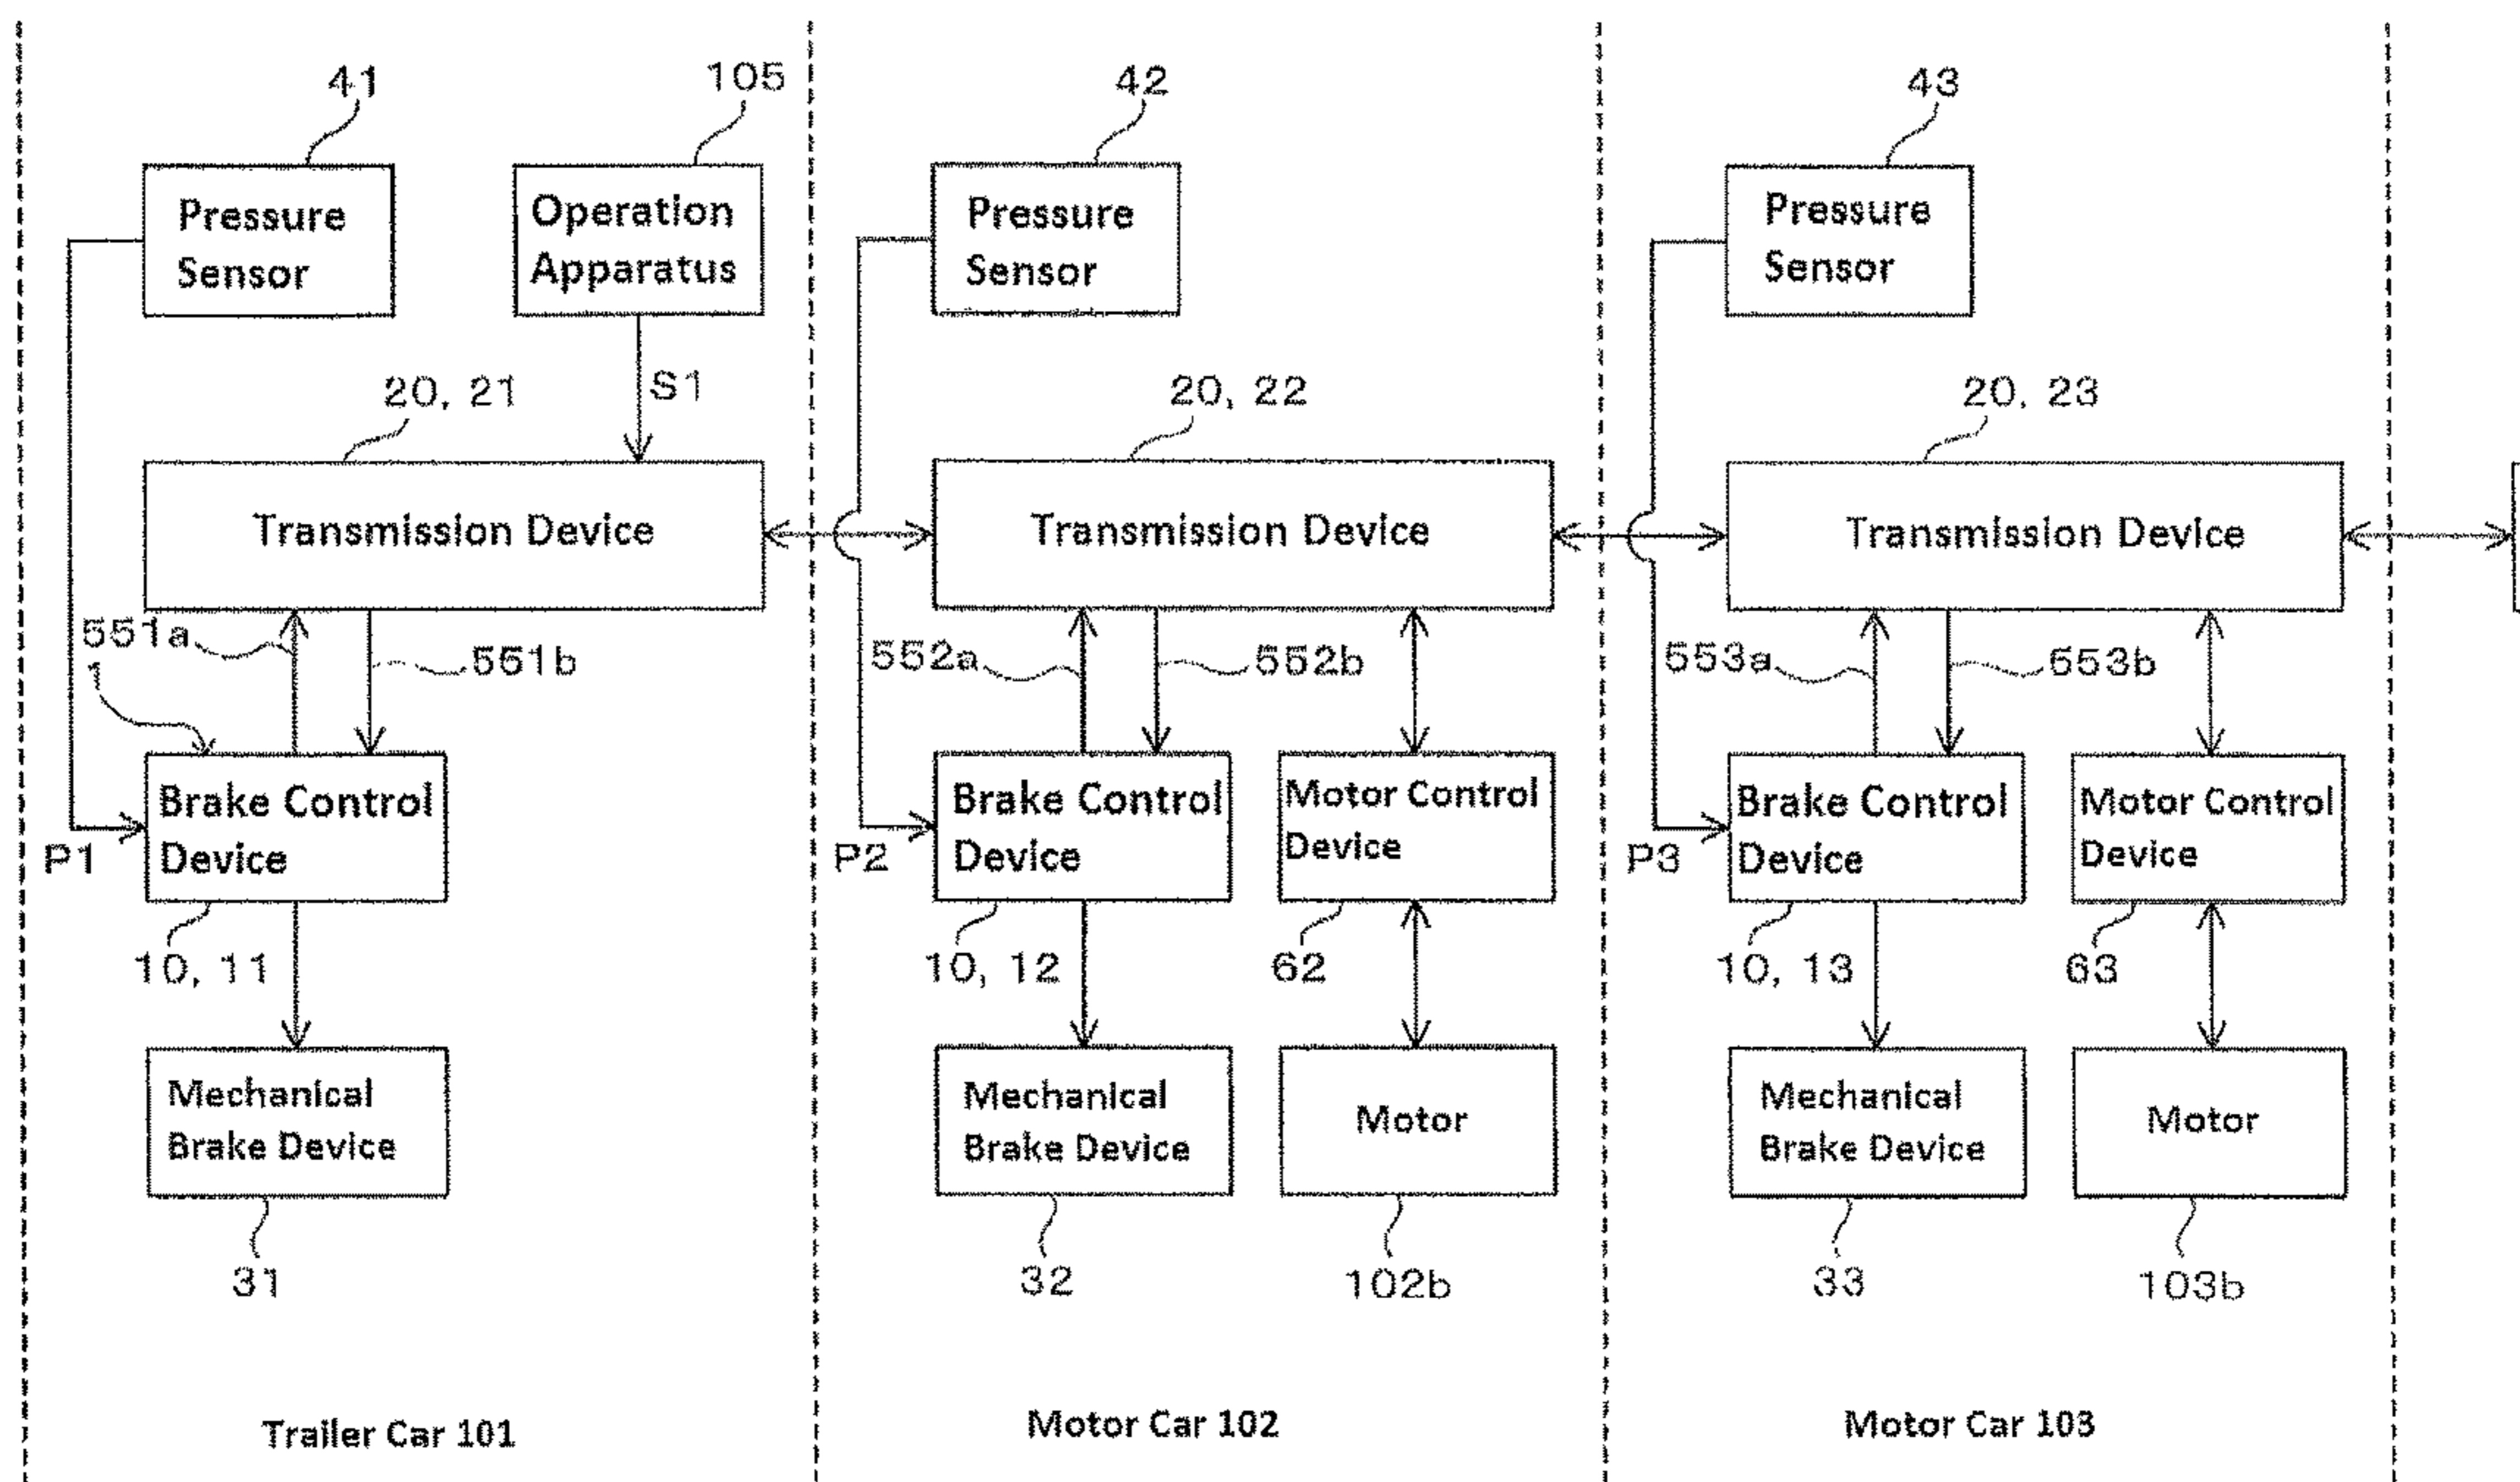 41
105
42
43
Pressure
Sensor
Operation
Apparatus
Pressure
Sensor
Pressure
Sensor
20, 21
S1
20, 22
20, 23
Transmission Device
Transmission Device
Transmission Device
551a
551b
552a
552b
553a
553b
1
Brake Control
Device
Brake Control
Device
Motor Control
Device
Brake Control
Device
Motor Control
Device
P1
P2
P3
10, 11
10, 12
62
10, 13
63
Mechanical
Brake Device
Mechanical
Brake Device
Motor
Mechanical
Brake Device
Motor
31
32
102b
33
103b
Trailer Car 101
Motor Car 102
Motor Car 103